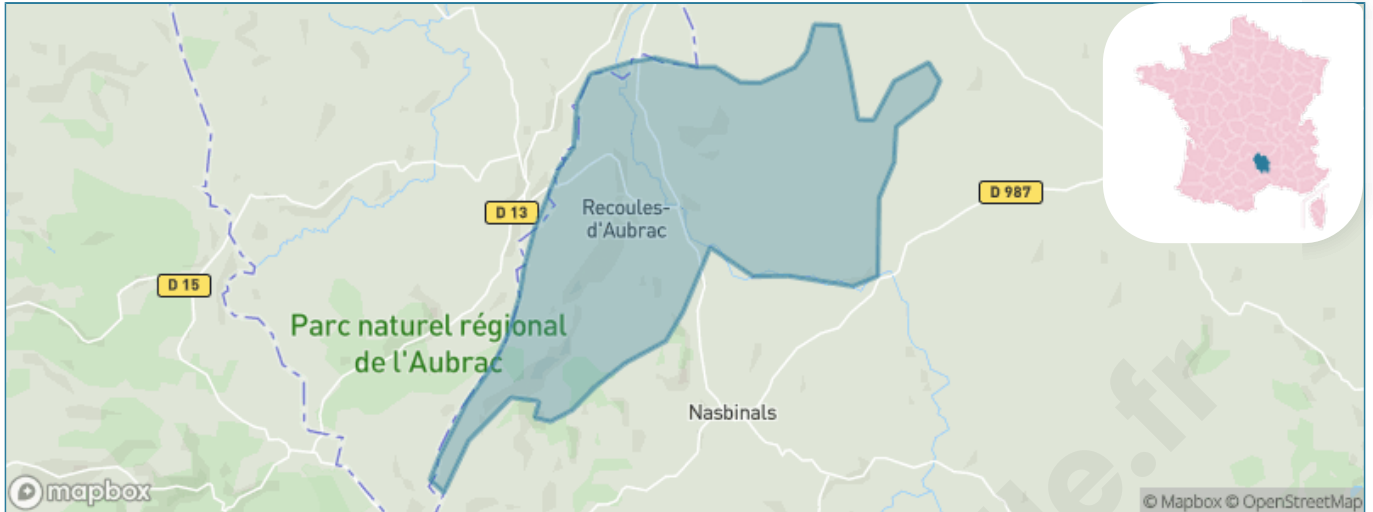 D 987
Recoules-
d'Aubrac
D 13
D 15
Parc naturel régional
de l'Aubrac
Nasbinals
mapbox
© Mapbox © OpenStreetMap